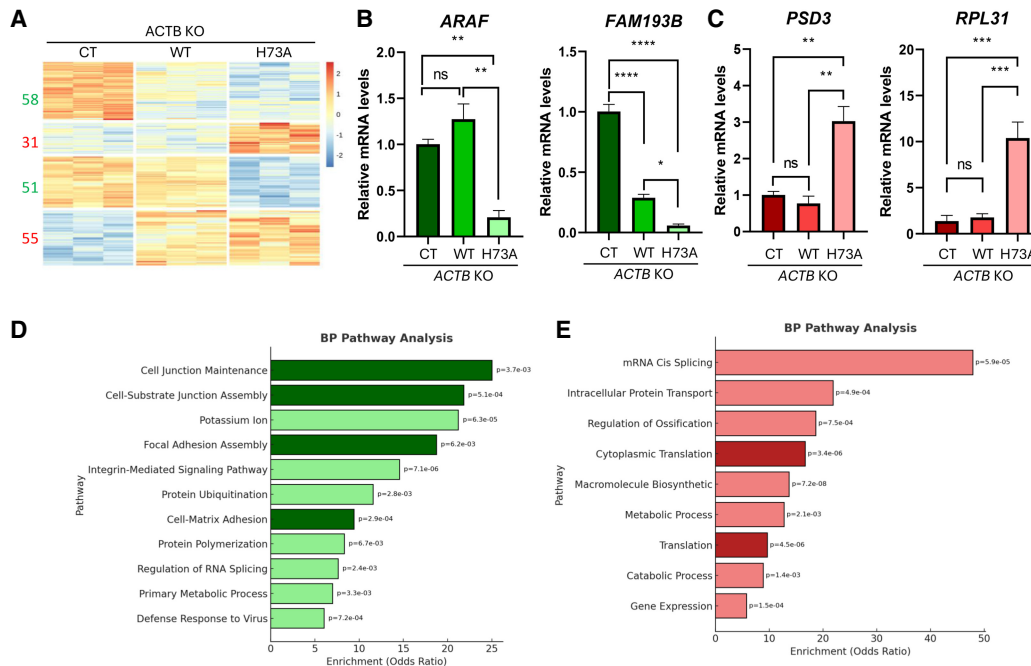 A
ACTB KO
CT WT H73A
58
31
51
55
2
1
0
-1
-2
B
ARAF
Relative mRNA levels
2.0
1.5
1.0
0.5
0.0
**
ns
**
CT WT H73A
ACTB KO
FAM193B
Relative mRNA levels
1.5
1.0
0.5
0.0
****
****
*
CT WT H73A
ACTB KO
C
PSD3
Relative mRNA levels
5
4
3
2
1
0
**
**
ns
CT WT H73A
ACTB KO
RPL31
Relative mRNA levels
20
15
10
5
0
***
***
ns
CT WT H73A
ACTB KO
D
BP Pathway Analysis
Pathway
Cell Junction Maintenance p=3.7e-03
Cell-Substrate Junction Assembly p=5.1e-04
Potassium Ion p=6.3e-05
Focal Adhesion Assembly p=6.2e-03
Integrin-Mediated Signaling Pathway p=7.1e-06
Protein Ubiquitination p=2.8e-03
Cell-Matrix Adhesion p=2.9e-04
Protein Polymerization p=6.7e-03
Regulation of RNA Splicing p=2.4e-03
Primary Metabolic Process p=3.3e-03
Defense Response to Virus p=7.2e-04
0 5 10 15 20 25
Enrichment (Odds Ratio)
E
BP Pathway Analysis
Pathway
mRNA Cis Splicing p=5.9e-05
Intracellular Protein Transport p=4.9e-04
Regulation of Ossification p=7.5e-04
Cytoplasmic Translation p=3.4e-06
Macromolecule Biosynthetic p=7.2e-08
Metabolic Process p=2.1e-03
Translation p=4.5e-06
Catabolic Process p=1.4e-03
Gene Expression p=1.5e-04
0 10 20 30 40 50
Enrichment (Odds Ratio)